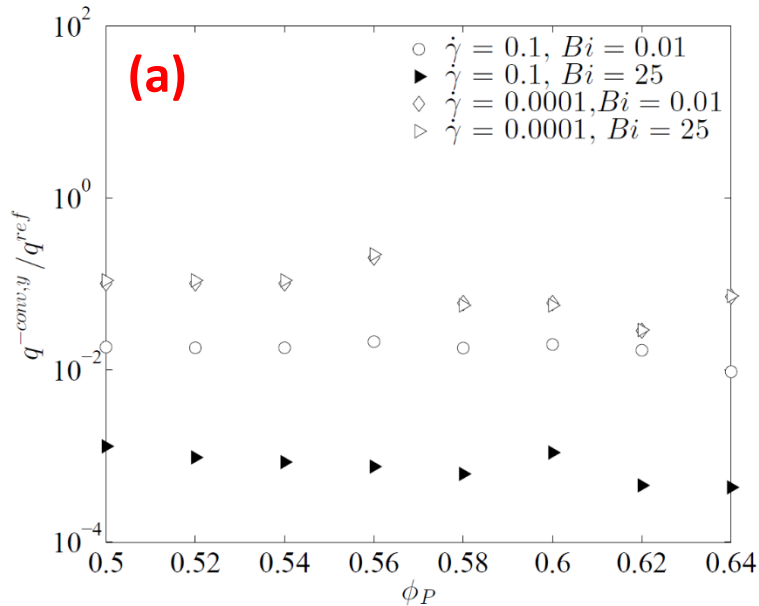 (a)
γ̇ = 0.1, Bi = 0.01
γ̇ = 0.1, Bi = 25
γ̇ = 0.0001,Bi = 0.01
γ̇ = 0.0001, Bi = 25
q^{-conv,y}/q^{ref}
10^2
10^0
10^{-2}
10^{-4}
0.5 0.52 0.54 0.56 0.58 0.6 0.62 0.64
ϕ_P